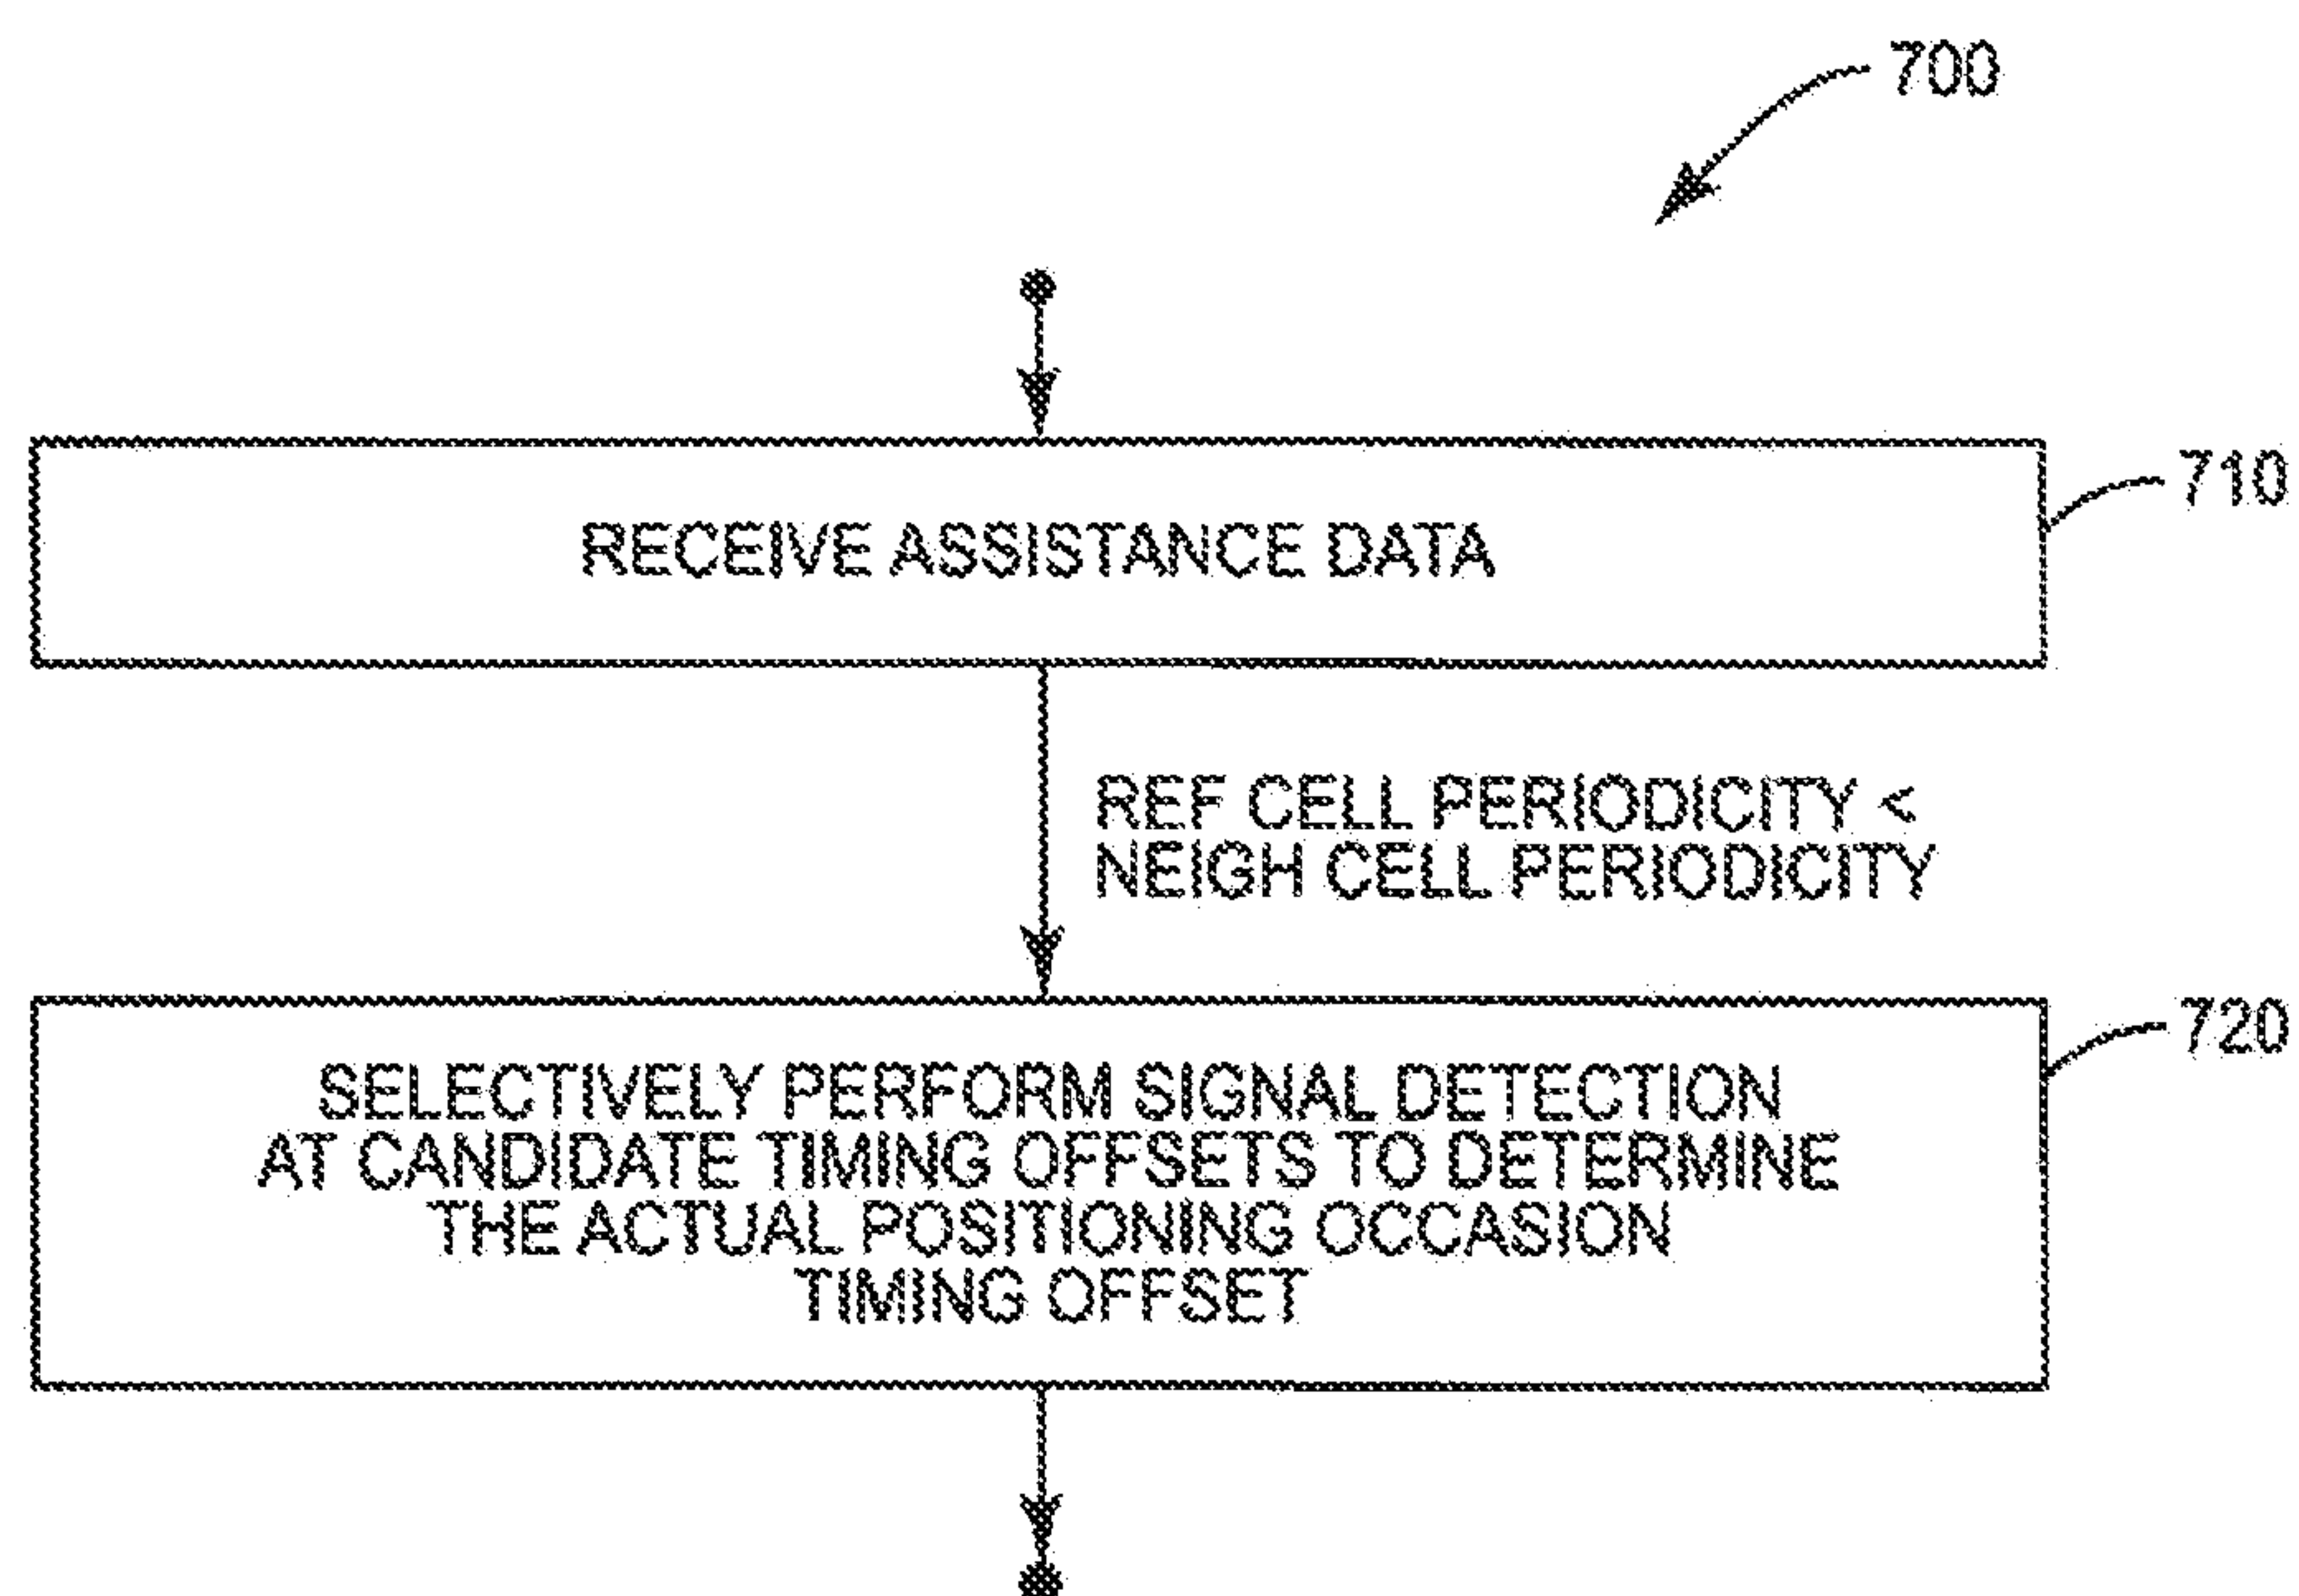 700
RECEIVE ASSISTANCE DATA
710
REF CELL PERIODICITY <
NEIGH CELL PERIODICITY
720
SELECTIVELY PERFORM SIGNAL DETECTION
AT CANDIDATE TIMING OFFSETS TO DETERMINE
THE ACTUAL POSITIONING OCCASION
TIMING OFFSET